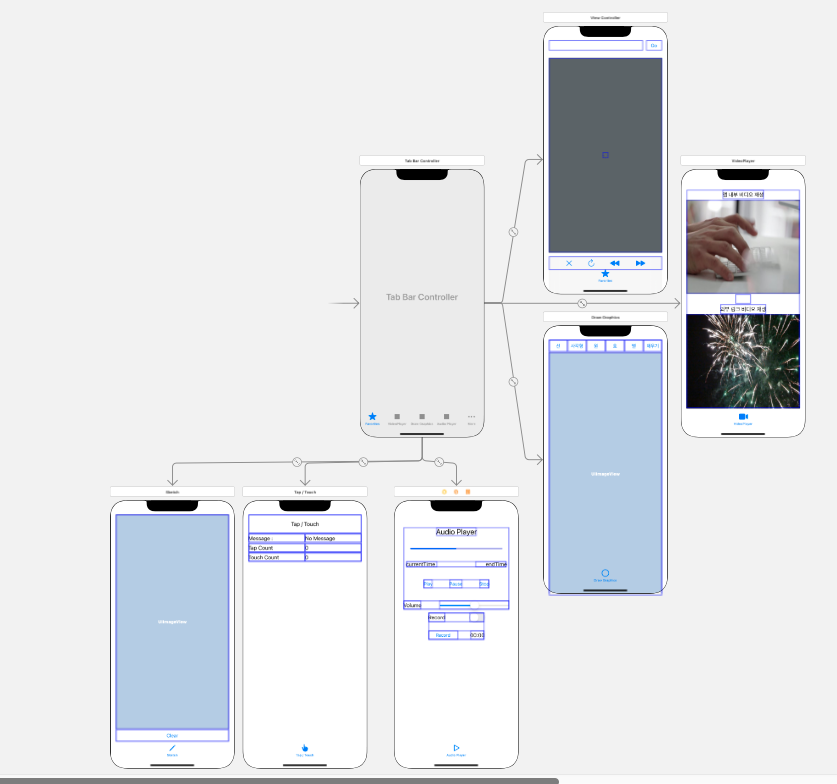 View Controller
Go
Favorites
Tab Bar Controller
Tab Bar Controller
Favorites
VideoPlayer
Draw Graphics
Audio Player
More
VideoPlayer
앱 내부 비디오 재생
외부 링크 비디오 재생
VideoPlayer
Draw Graphics
선
사각형
원
호
펜
지우기
UIImageView
Draw Graphics
Sketch
UIImageView
Clear
Sketch
Tap / Touch
Tap / Touch
Message :
No Message
Tap Count
0
Touch Count
0
Tap / Touch
Audio Player
currentTime
endTime
Play
Pause
Stop
Volume
Record
Record
00:00
Audio Player